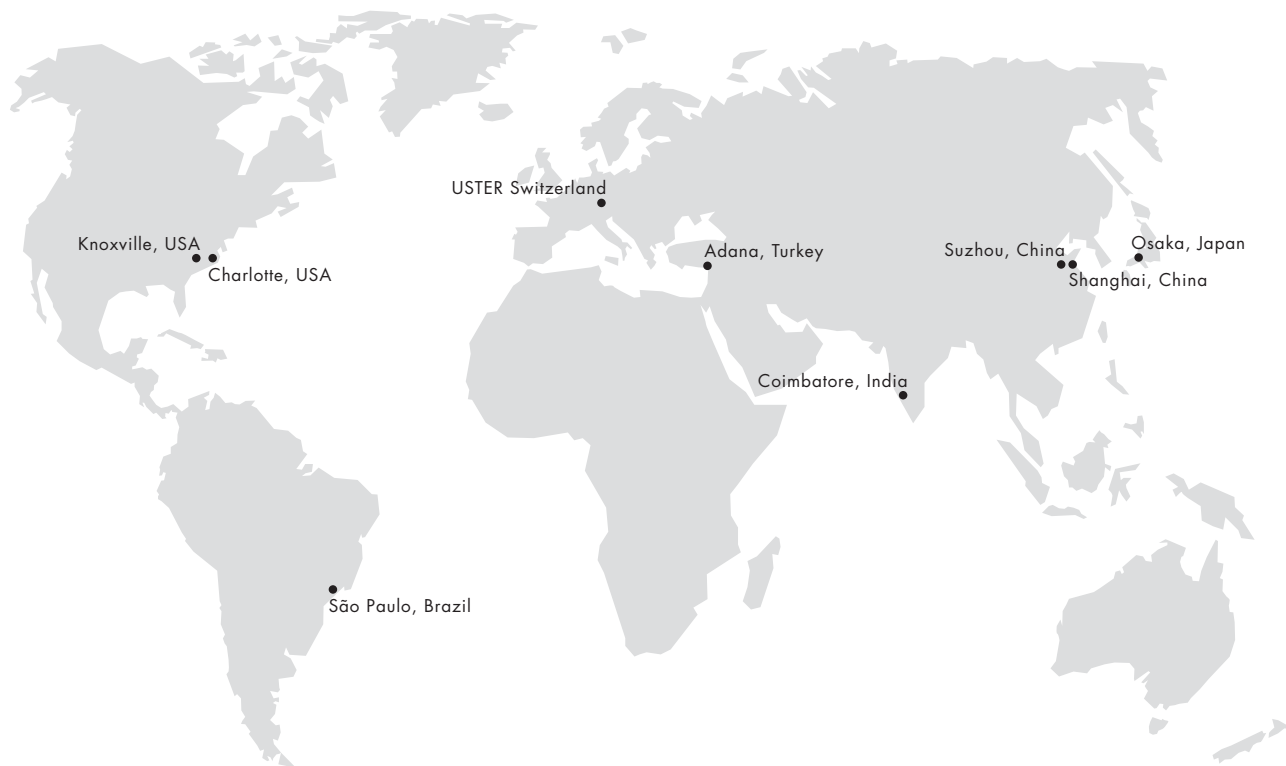 USTER Switzerland
Knoxville, USA
Charlotte, USA
Adana, Turkey
Suzhou, China
Osaka, Japan
Shanghai, China
Coimbatore, India
São Paulo, Brazil